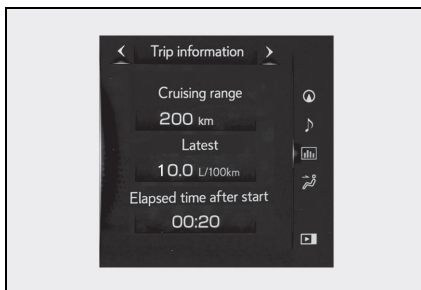 Trip information
Cruising range
200 km
Latest
10.0 L/100km
Elapsed time after start
00:20